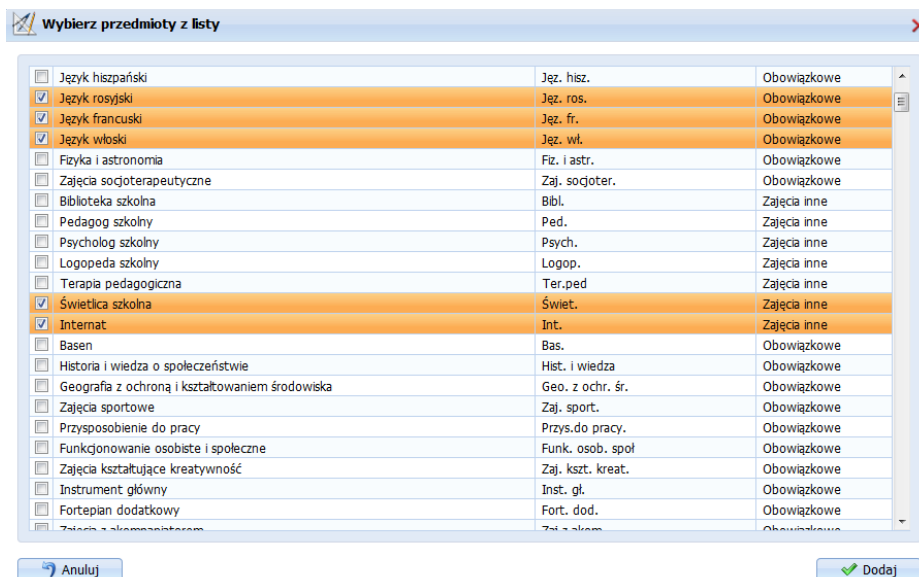 Wybierz przedmioty z listy
Język hiszpański Jęz. hisz. Obowiązkowe
Język rosyjski Jęz. ros. Obowiązkowe
Język francuski Jęz. fr. Obowiązkowe
Język włoski Jęz. wł. Obowiązkowe
Fizyka i astronomia Fiz. i astr. Obowiązkowe
Zajęcia socjoterapeutyczne Zaj. socjoter. Obowiązkowe
Biblioteka szkolna Bibl. Zajęcia inne
Pedagog szkolny Ped. Zajęcia inne
Psycholog szkolny Psych. Zajęcia inne
Logopeda szkolny Logop. Zajęcia inne
Terapia pedagogiczna Ter.ped Zajęcia inne
Świetlica szkolna Świet. Zajęcia inne
Internat Int. Zajęcia inne
Basen Bas. Obowiązkowe
Historia i wiedza o społeczeństwie Hist. i wiedza Obowiązkowe
Geografia z ochroną i kształtowaniem środowiska Geo. z ochr. śr. Obowiązkowe
Zajęcia sportowe Zaj. sport. Obowiązkowe
Przysposobienie do pracy Przys.do pracy. Obowiązkowe
Funkcjonowanie osobiste i społeczne Funk. osob. społ Obowiązkowe
Zajęcia kształtujące kreatywność Zaj. kszt. kreat. Obowiązkowe
Instrument główny Inst. gł. Obowiązkowe
Fortepian dodatkowy Fort. dod. Obowiązkowe
Zajęcia z akompaniatorem Zaj z akom Obowiązkowe
Anuluj Dodaj